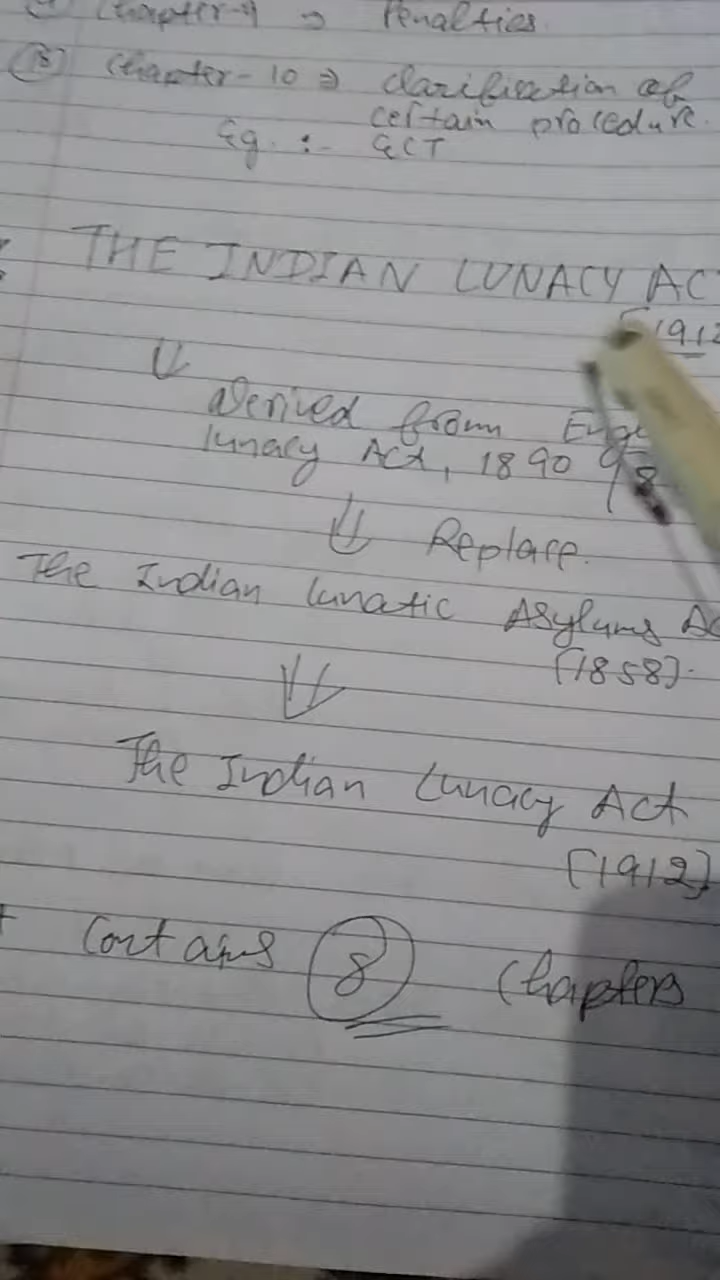 Chapter-9 ⇒ Penalties.
(8) Chapter-10 ⇒ clarification of
certain procedure.
Eg :- ECT
THE INDIAN LUNACY AC
[1912
Derived from
lunacy Act, 1890
⇓ Replace.
The Indian lunatic Asylums Ac
[1858].
The Indian Lunacy Act
[1912]
Contains 8 Chapters